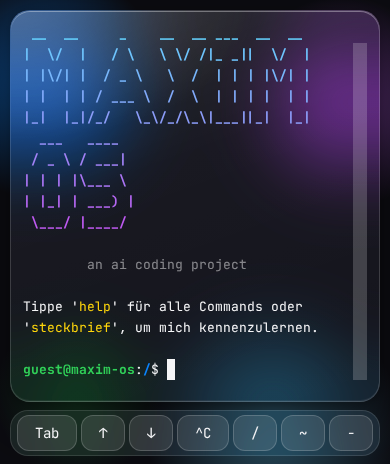 MAXIM
OS
an ai coding project
Tippe 'help' für alle Commands oder
'steckbrief', um mich kennenzulernen.
guest@maxim-os:/$
Tab ↑ ↓ ^C / ~ -